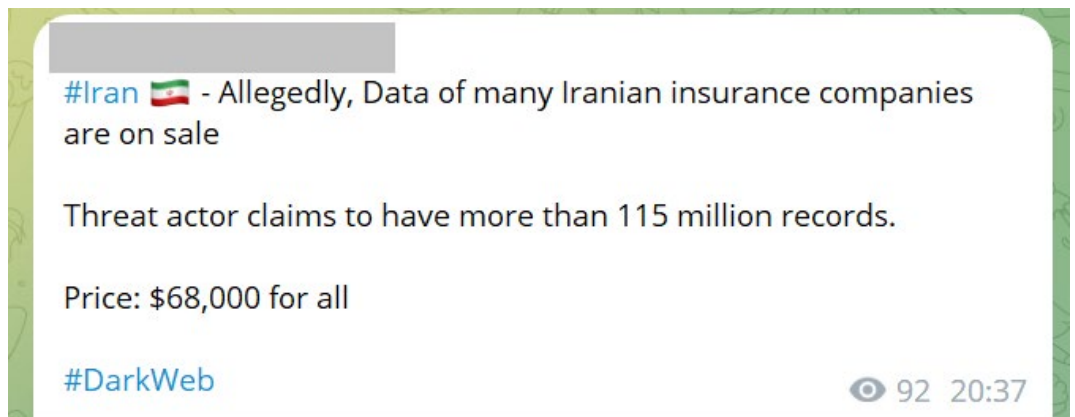 #Iran 🇮🇷 - Allegedly, Data of many Iranian insurance companies
are on sale
Threat actor claims to have more than 115 million records.
Price: $68,000 for all
#DarkWeb
92 20:37